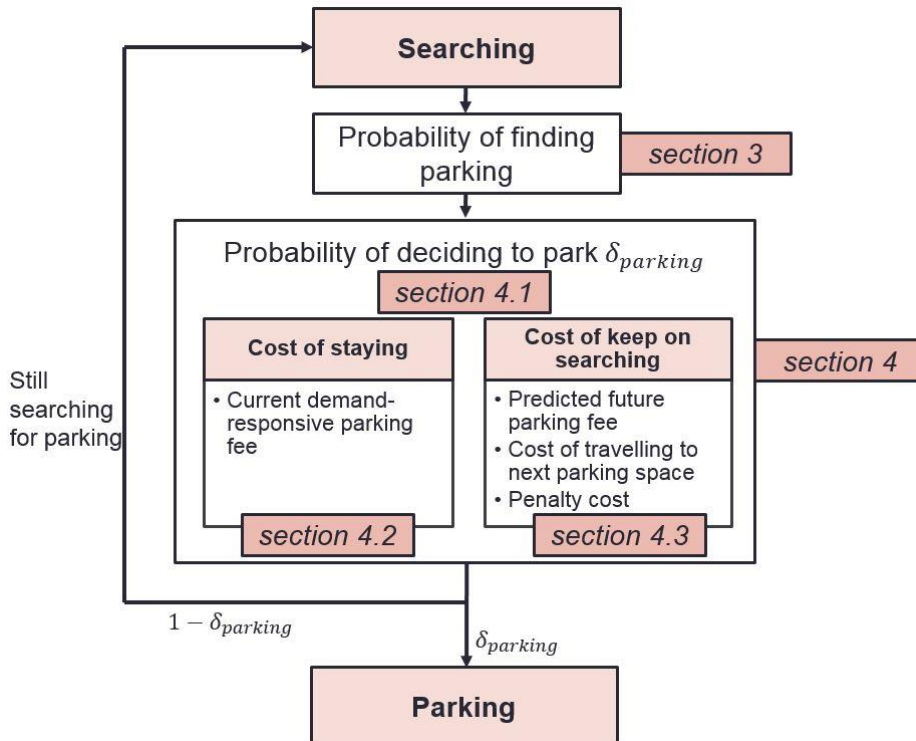 Searching
Probability of finding
parking
section 3
Probability of deciding to park δ_parking
section 4.1
Cost of staying
• Current demand-
responsive parking
fee
section 4.2
Cost of keep on
searching
• Predicted future
parking fee
• Cost of travelling to
next parking space
• Penalty cost
section 4.3
section 4
Still
searching
for parking
1 − δ_parking
δ_parking
Parking